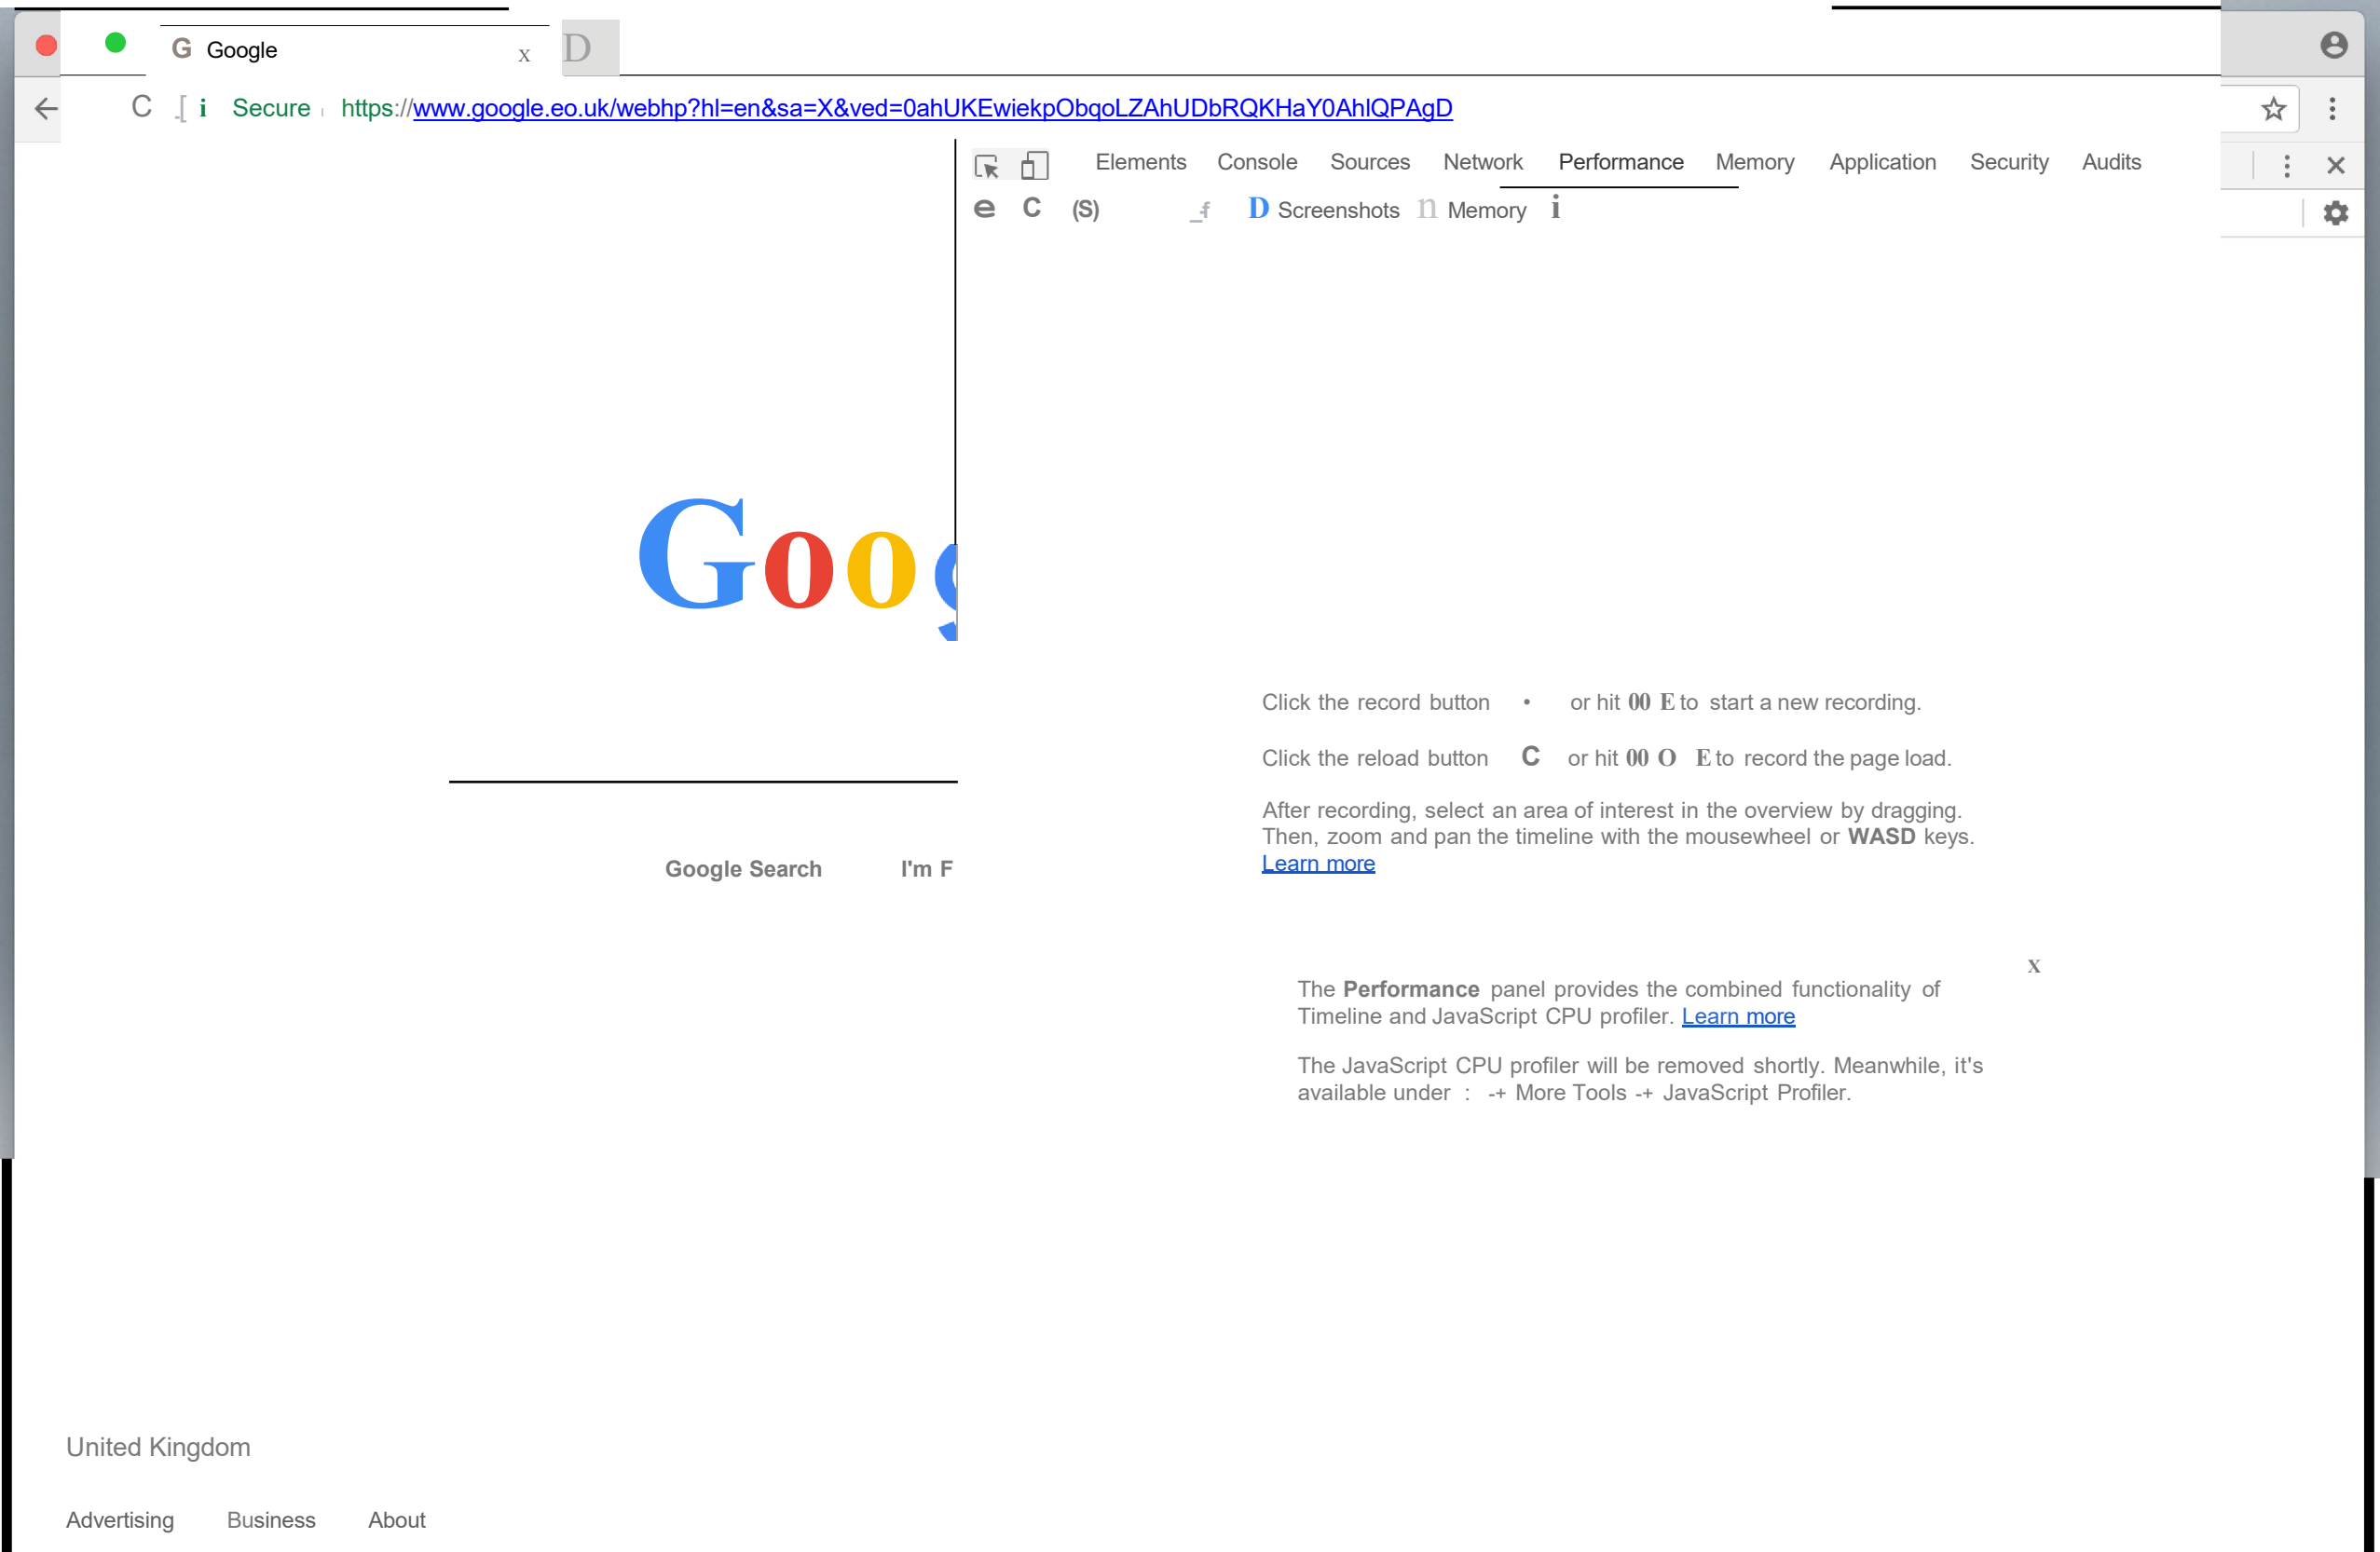 G Google x D
C i Secure https://www.google.eo.uk/webhp?hl=en&sa=X&ved=0ahUKEwiekpObqoLZAhUDbRQKHaY0AhlQPAgD
Elements Console Sources Network Performance Memory Application Security Audits
e C (S) _f D Screenshots n Memory i
Goog
Click the record button • or hit 00 E to start a new recording.
Click the reload button C or hit 00 O E to record the page load.
After recording, select an area of interest in the overview by dragging.
Then, zoom and pan the timeline with the mousewheel or WASD keys.
Learn more
Google Search I'm F
x
The Performance panel provides the combined functionality of
Timeline and JavaScript CPU profiler. Learn more
The JavaScript CPU profiler will be removed shortly. Meanwhile, it's
available under : -+ More Tools -+ JavaScript Profiler.
United Kingdom
Advertising Business About